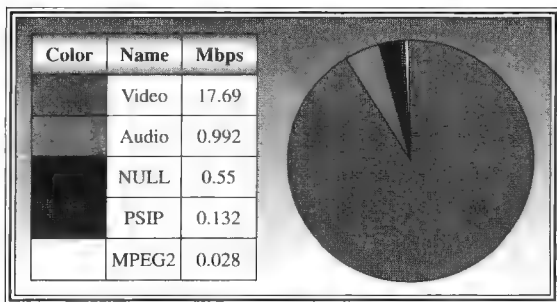 Color Name Mbps
Video 17.69
Audio 0.992
NULL 0.55
PSIP 0.132
MPEG2 0.028